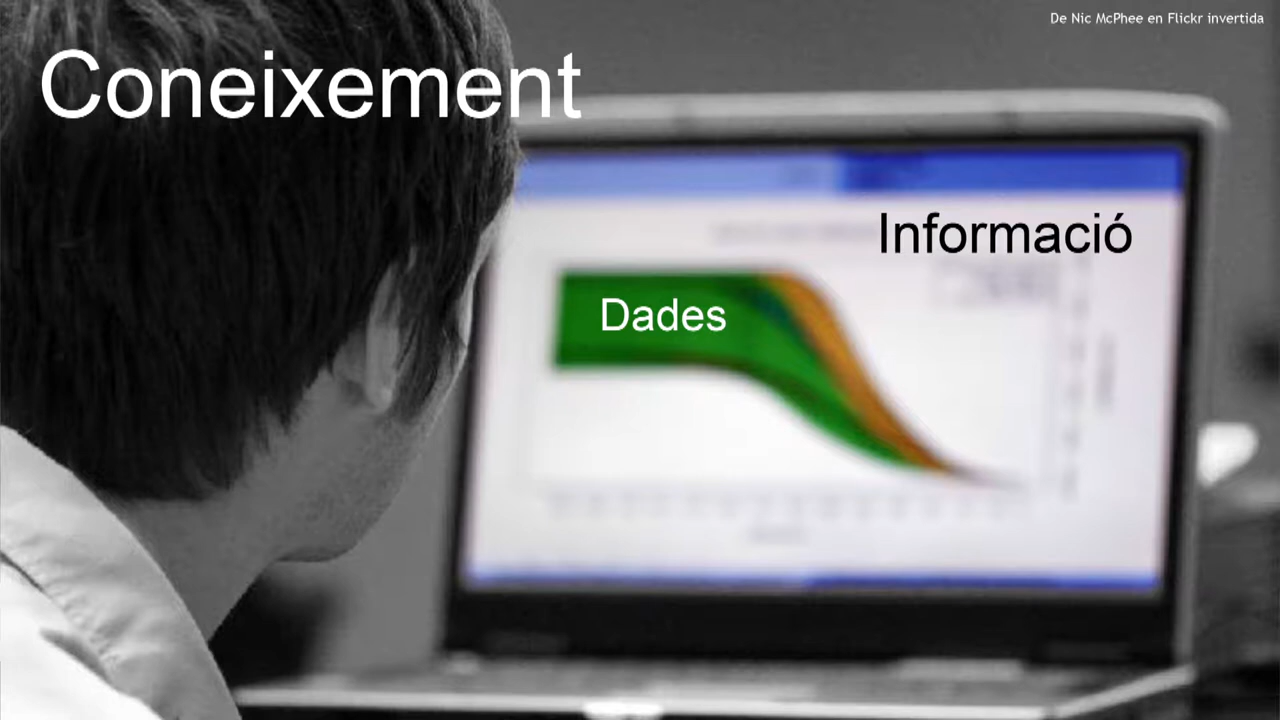 De Nic McPhee en Flickr invertida
Coneixement
Informació
Dades